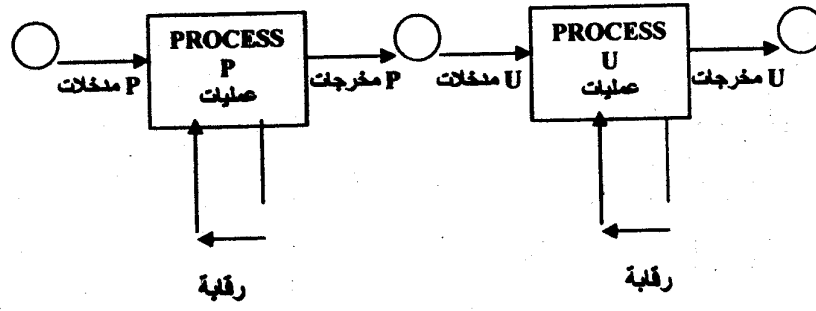 PROCESS
P
عمليات
مدخلات P
مخرجات P
PROCESS
U
عمليات
مدخلات U
مخرجات U
رقابة
رقابة